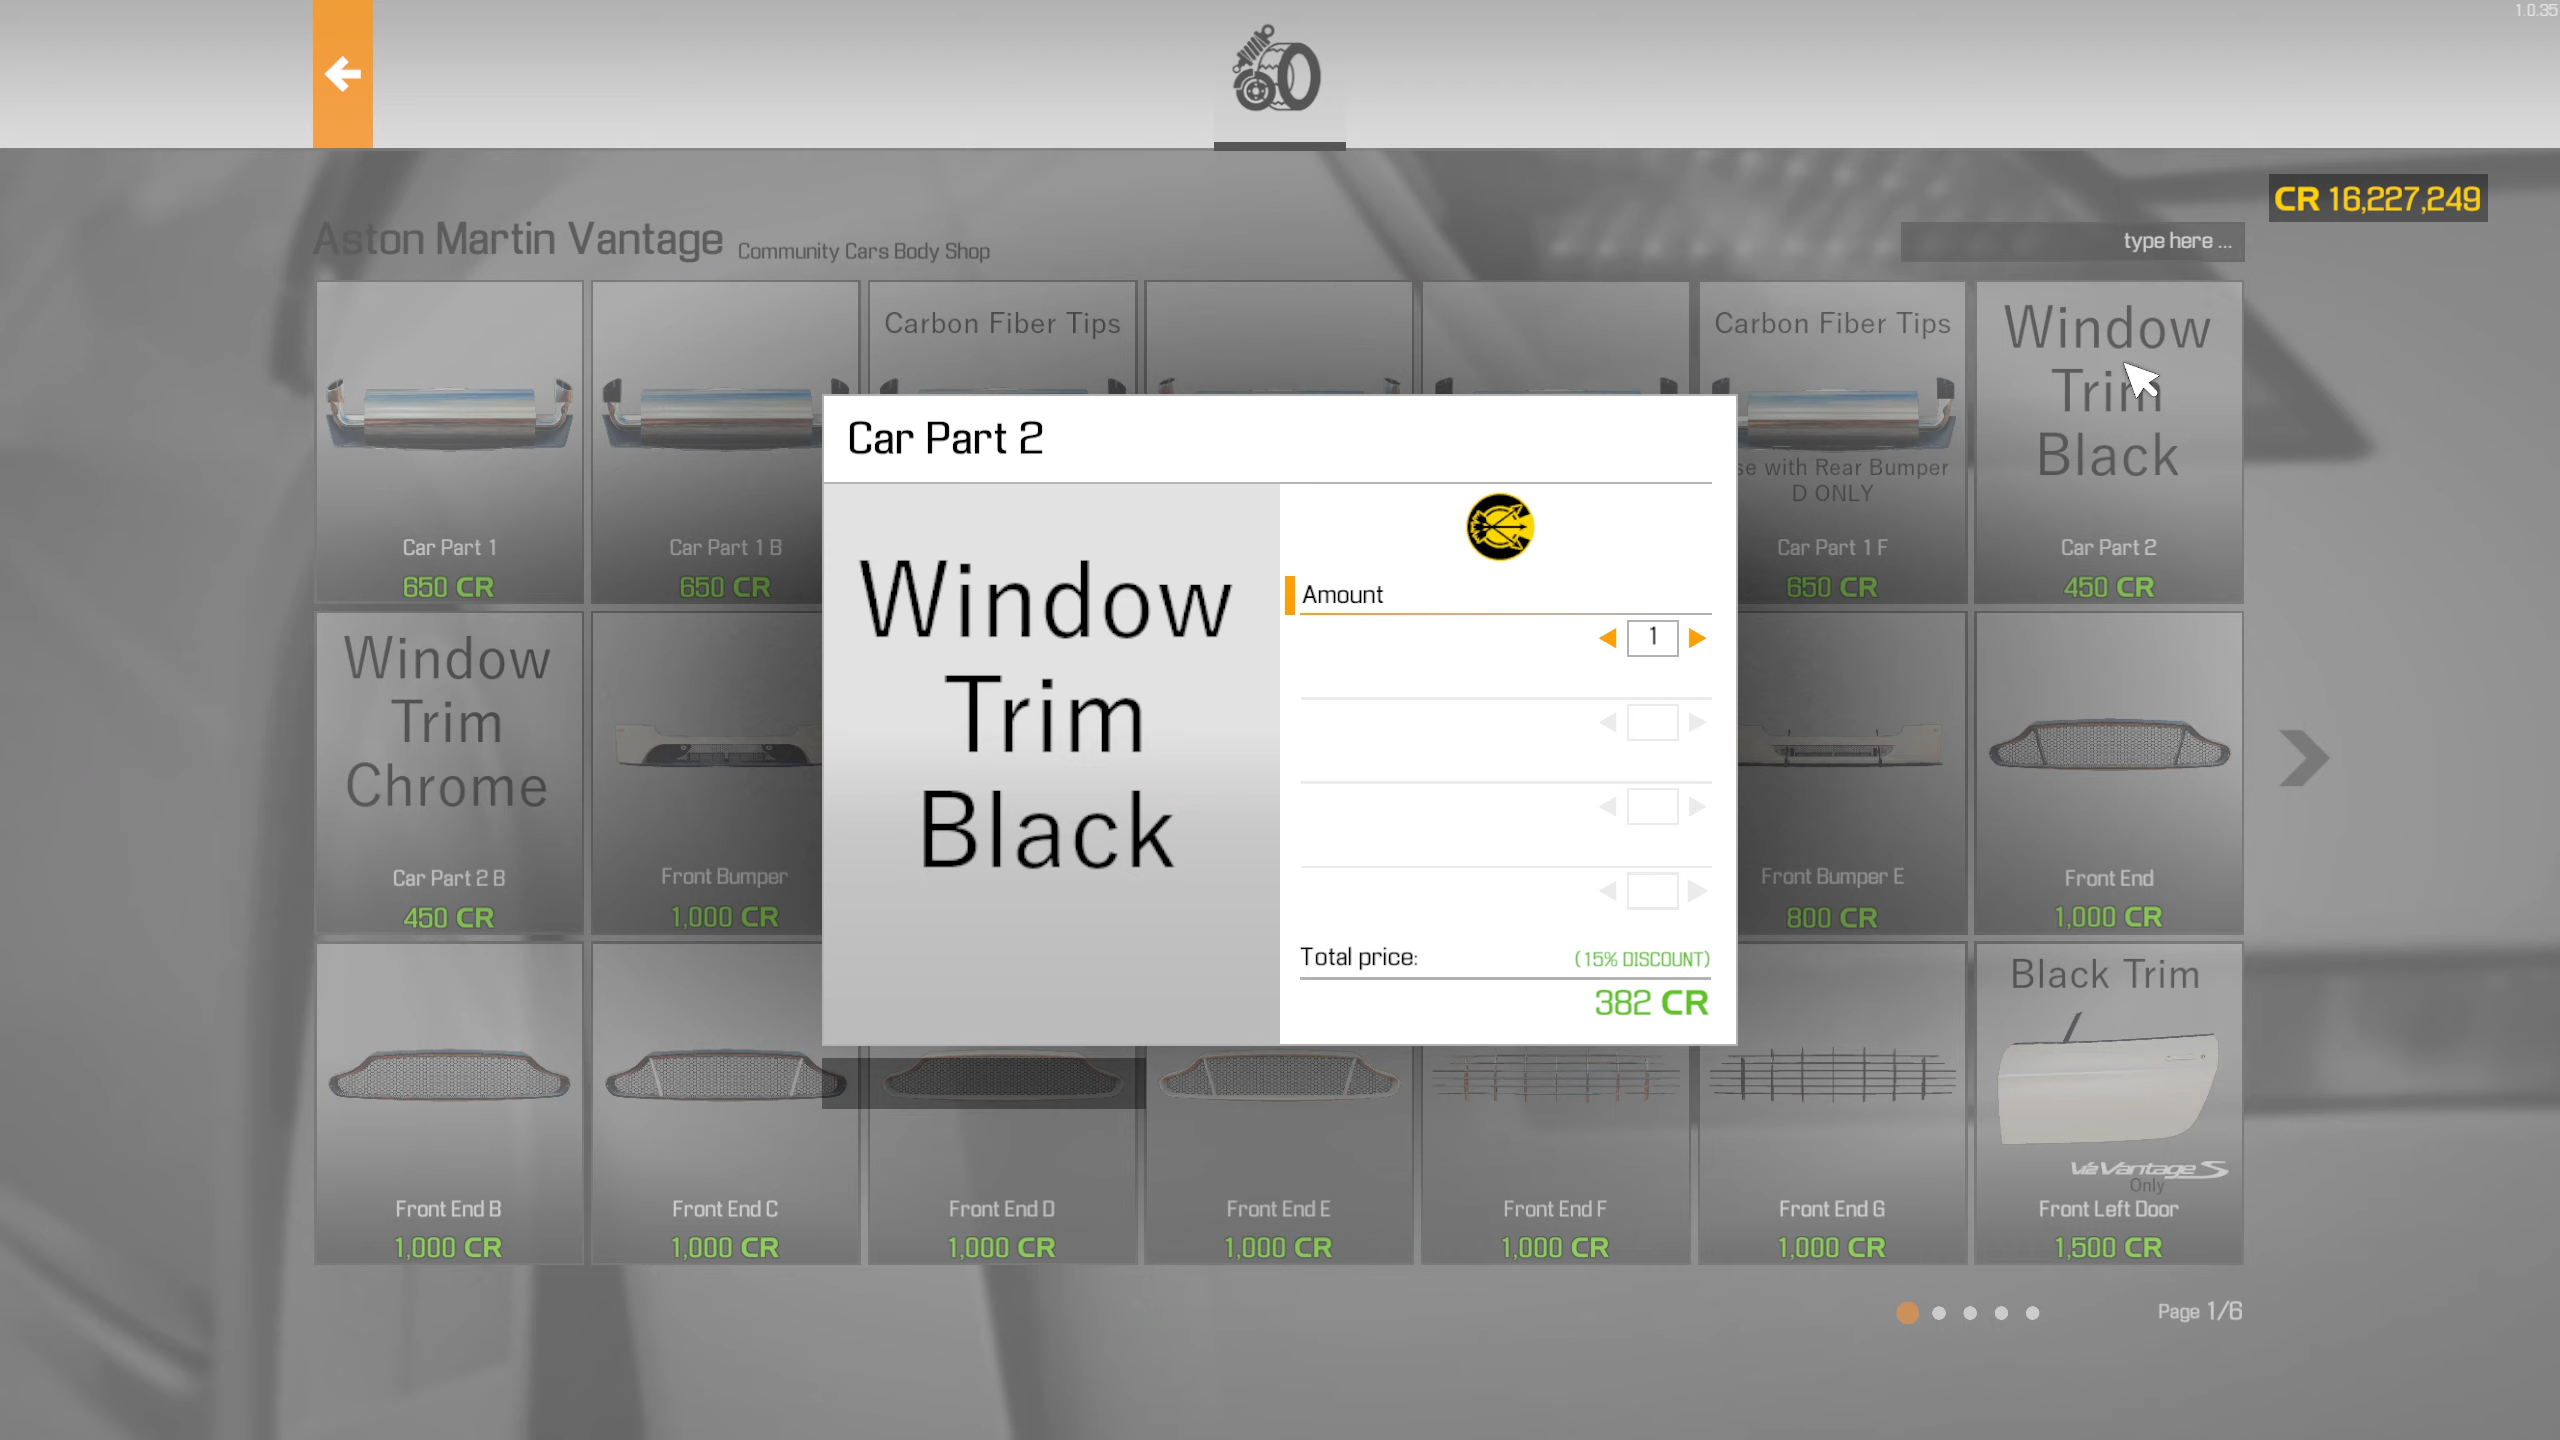 1.0.35
CR 16,227,249
Aston Martin Vantage Community Cars Body Shop
type here ...
Carbon Fiber Tips
Carbon Fiber Tips
Window
Trim
Black
with Rear Bumper
D ONLY
Car Part 1
Car Part 1 B
Car Part 1 F
Car Part 2
650 CR
650 CR
650 CR
450 CR
Car Part 2
Window
Trim
Black
Amount
1
Total price:
(15% DISCOUNT)
382 CR
Window
Trim
Chrome
Car Part 2 B
Front Bumper
Front Bumper E
Front End
450 CR
1,000 CR
800 CR
1,000 CR
Black Trim
V12 Vantage S
Only
Front End B
Front End C
Front End D
Front End E
Front End F
Front End G
Front Left Door
1,000 CR
1,000 CR
1,000 CR
1,000 CR
1,000 CR
1,000 CR
1,500 CR
Page 1/6